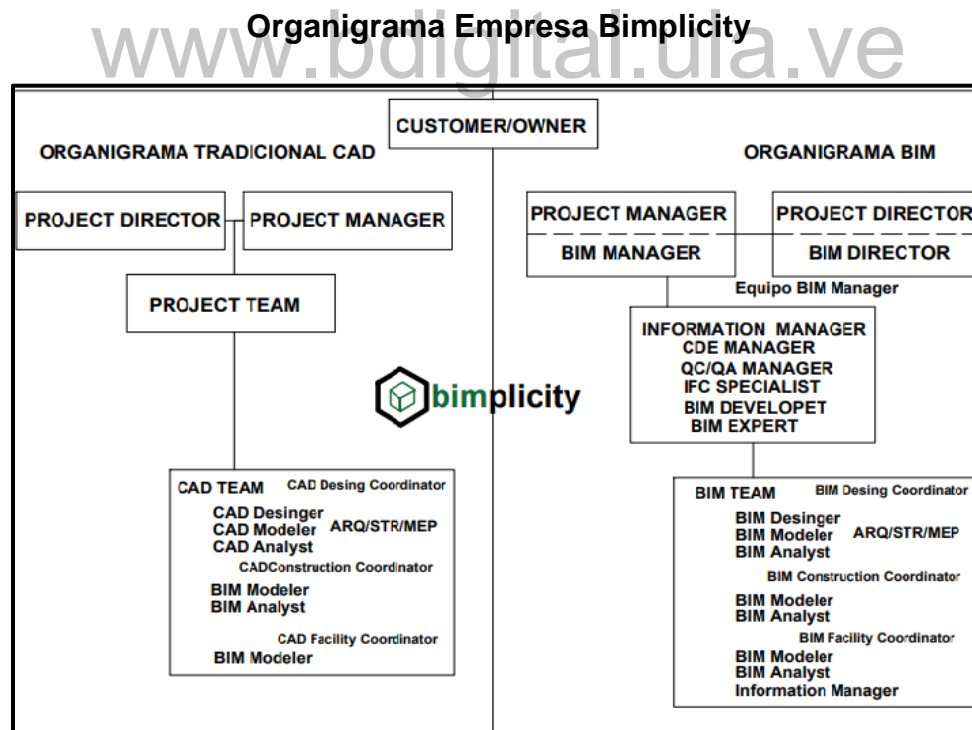 www.bdigital.ula.ve
Organigrama Empresa Bimplicity
CUSTOMER/OWNER
ORGANIGRAMA TRADICIONAL CAD
PROJECT DIRECTOR
PROJECT MANAGER
PROJECT TEAM
CAD TEAM
CAD Desing Coordinator
CAD Desinger
CAD Modeler
ARQ/STR/MEP
CAD Analyst
CADConstruction Coordinator
BIM Modeler
BIM Analyst
CAD Facility Coordinator
BIM Modeler
bimplicity
ORGANIGRAMA BIM
PROJECT MANAGER
BIM MANAGER
PROJECT DIRECTOR
BIM DIRECTOR
Equipo BIM Manager
INFORMATION MANAGER
CDE MANAGER
QC/QA MANAGER
IFC SPECIALIST
BIM DEVELOPET
BIM EXPERT
BIM TEAM
BIM Desing Coordinator
BIM Desinger
BIM Modeler
ARQ/STR/MEP
BIM Analyst
BIM Construction Coordinator
BIM Modeler
BIM Analyst
BIM Facility Coordinator
BIM Modeler
BIM Analyst
Information Manager